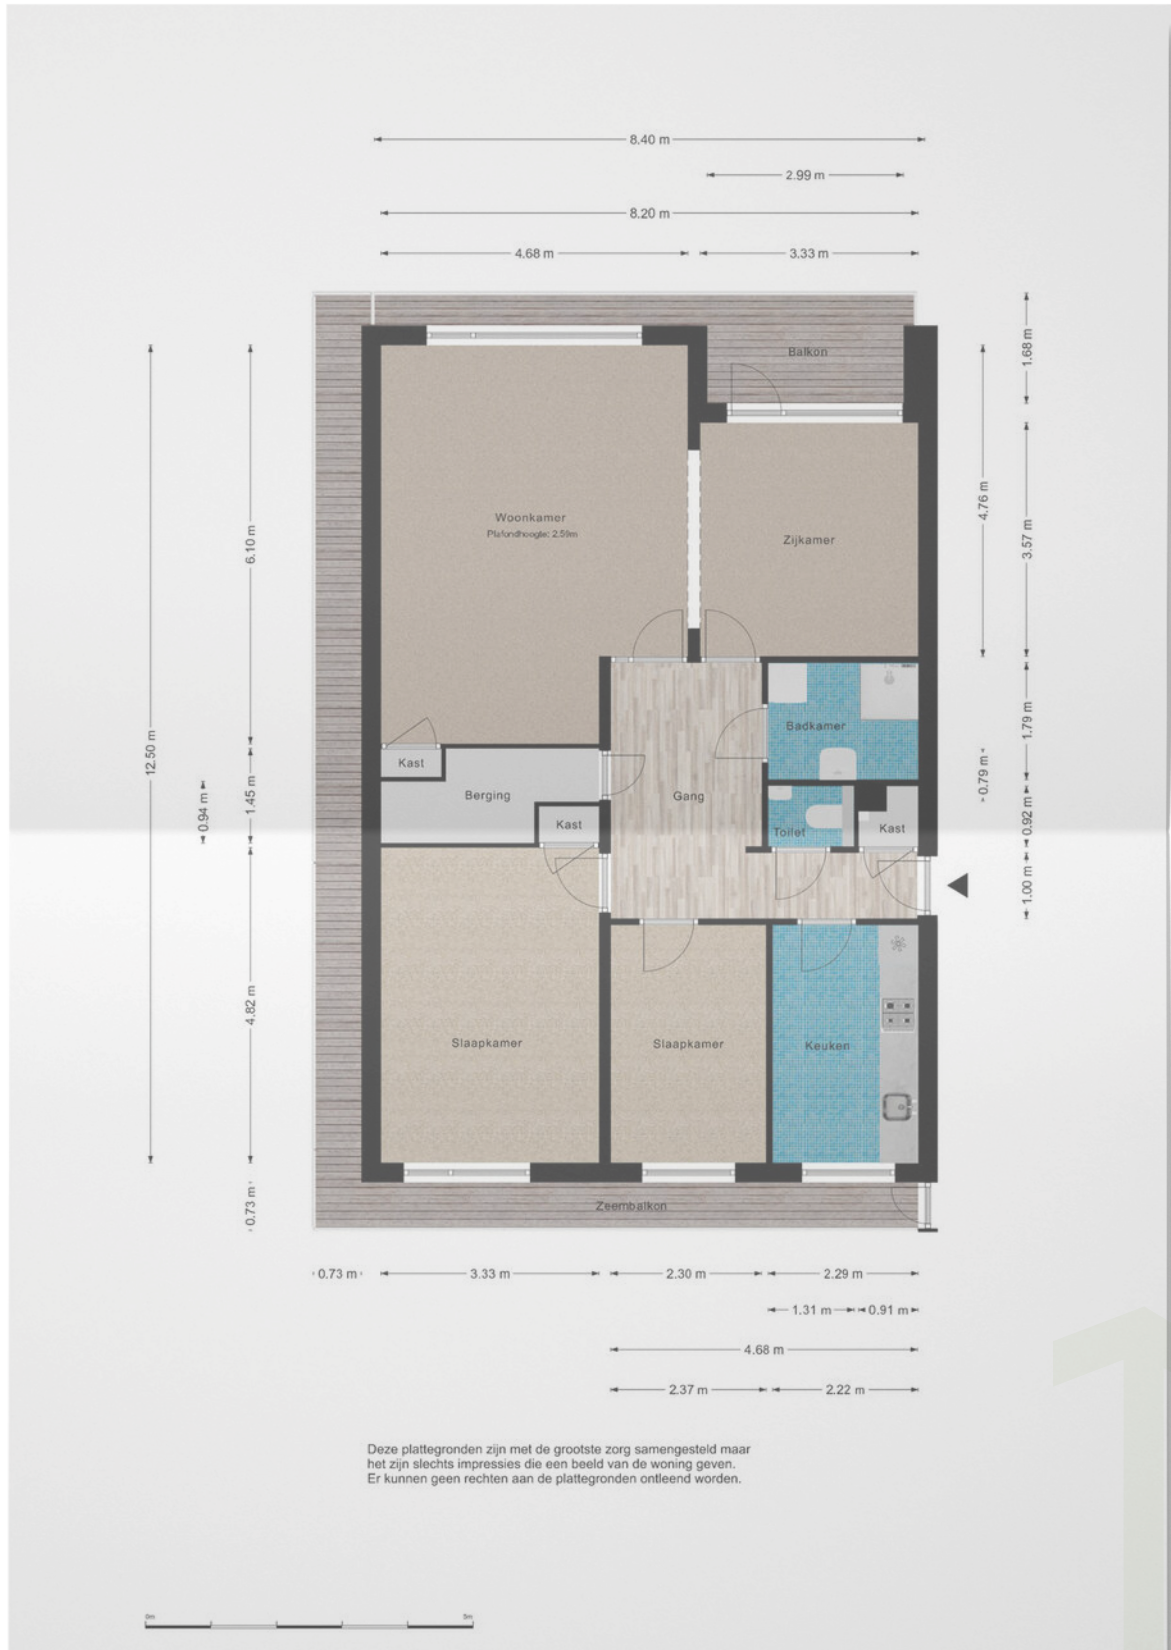 8.40 m
2.99 m
8.20 m
4.68 m
3.33 m
Balkon
1.68 m
4.76 m
3.57 m
Woonkamer
Plafondhoogte: 2.59m
Zijkamer
6.10 m
12.50 m
Badkamer
1.79 m
0.79 m
Kast
Berging
Gang
1.45 m
0.94 m
Kast
Toilet
Kast
0.92 m
1.00 m
4.82 m
Slaapkamer
Slaapkamer
Keuken
0.73 m
Zeembalkon
0.73 m
3.33 m
2.30 m
2.29 m
1.31 m
0.91 m
4.68 m
2.37 m
2.22 m
Deze plattegronden zijn met de grootste zorg samengesteld maar
het zijn slechts impressies die een beeld van de woning geven.
Er kunnen geen rechten aan de plattegronden ontleend worden.
0m
5m
1